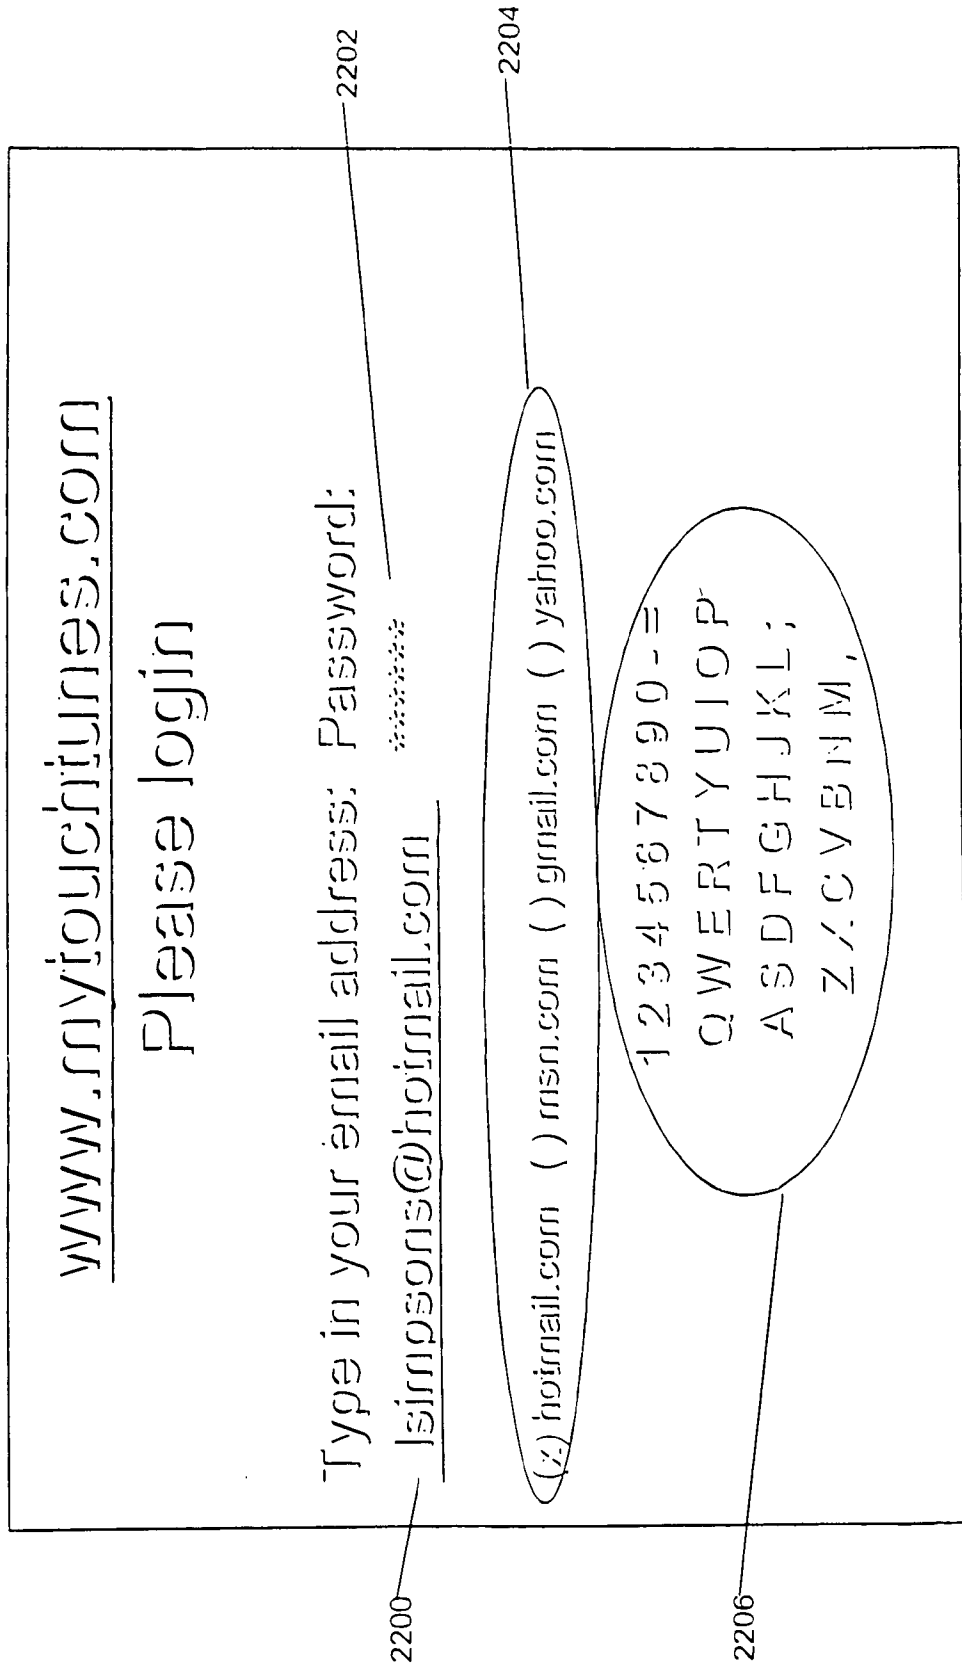 www.mytouchtunes.com
Please login
Type in your email address: Password:
lsimpsons@hotmail.com ******
(x) hotmail.com ( ) msn.com ( ) gmail.com ( ) yahoo.com
1 2 3 4 5 6 7 8 9 0 - =
Q W E R T Y U I O P
A S D F G H J K L ;
Z X C V B N M ,
2200
2202
2204
2206